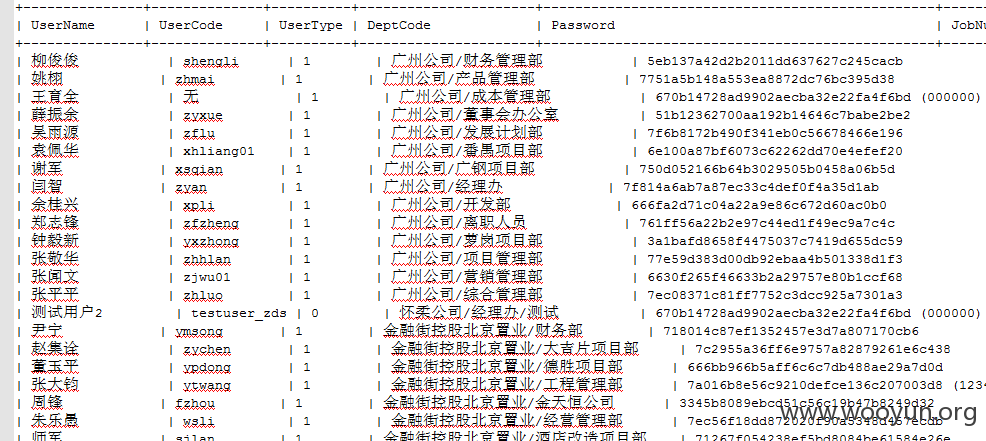 | UserName | UserCode | UserType | DeptCode | Password | JobNu
| 柳俊俊 | shengli | 1 | 广州公司/财务管理部 | 5eb137a42d2b2011dd637627c245cacb
| 姚栩 | zhmai | 1 | 广州公司/产品管理部 | 7751a5b148a553ea8872dc76bc395d38
| 王育全 | 无 | 1 | 广州公司/成本管理部 | 670b14728ad9902aecba32e22fa4f6bd (000000)
| 薛振余 | zyxue | 1 | 广州公司/董事会办公室 | 51b12362700aa192b14646c7babe2be2
| 吴雨源 | zflu | 1 | 广州公司/发展计划部 | 7f6b8172b490f341eb0c56678466e196
| 袁佩华 | xhliang01 | 1 | 广州公司/番禺项目部 | 6e100a87bf6073c62262dd70e4efef20
| 谢军 | xsqian | 1 | 广州公司/广钢项目部 | 750d052166b64b3029505b0458a06b5d
| 闫智 | zyan | 1 | 广州公司/经理办 | 7f814a6ab7a87ec33c4def0f4a35d1ab
| 余桂兴 | xpli | 1 | 广州公司/开发部 | 666fa2d71c04a22a9e86c672d60ac0b0
| 郑志锋 | zfzheng | 1 | 广州公司/离职人员 | 761ff56a22b2e97c44ed1f49ec9a7c4c
| 钟毅新 | yxzhong | 1 | 广州公司/萝岗项目部 | 3a1bafd8658f4475037c7419d655dc59
| 张敬华 | zhhlan | 1 | 广州公司/项目管理部 | 77e59d383d00db92ebaa4b501338d1f3
| 张闻文 | zjwu01 | 1 | 广州公司/营销管理部 | 6630f265f46633b2a29757e80b1ccf68
| 张平平 | zhluo | 1 | 广州公司/综合管理部 | 7ec08371c81ff7752c3dcc925a7301a3
| 测试用户2 | testuser_zds | 0 | 怀柔公司/经理办/测试 | 670b14728ad9902aecba32e22fa4f6bd (000000)
| 尹宁 | ymsong | 1 | 金融街控股北京置业/财务部 | 718014c87ef1352457e3d7a807170cb6
| 赵隽诠 | zychen | 1 | 金融街控股北京置业/大吉片项目部 | 7c2955a36ff6e9757a82879261e6c438
| 董玉平 | ypdong | 1 | 金融街控股北京置业/德胜项目部 | 666bb966b5aff6c6c7db488ae29a7d0d
| 张大钧 | ytwang | 1 | 金融街控股北京置业/工程管理部 | 7a016b8e56c9210defce136c207003d8 (1234
| 周锋 | fzhou | 1 | 金融街控股北京置业/金天恒公司 | 3345b8089ebcd51c56c19b47b8249d32
| 朱乐愚 | wsli | 1 | 金融街控股北京置业/经营管理部
| 师军 | silan | 1 | 金融街控股北京置业/酒店改造项目部
www.wooyun.org